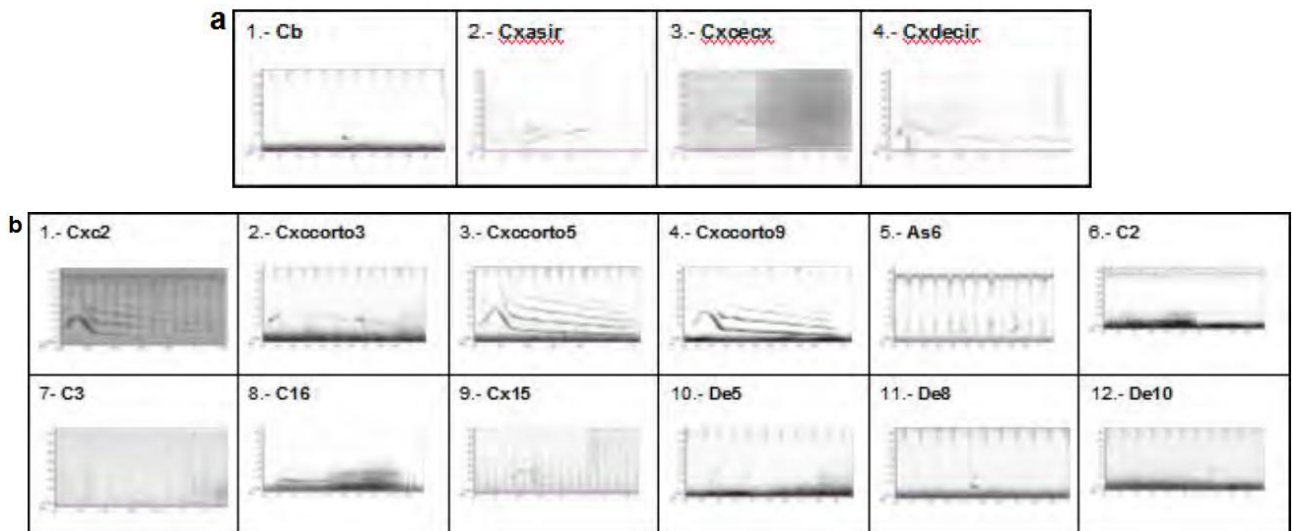 a
1.- Cb
2.- Cxasir
3.- Cxcecx
4.- Cxdecir
b
1.- Cxc2
2.- Cxccorto3
3.- Cxccorto5
4.- Cxccorto9
5.- As6
6.- C2
7- C3
8.- C16
9.- Cx15
10.- De5
11.- De8
12.- De10